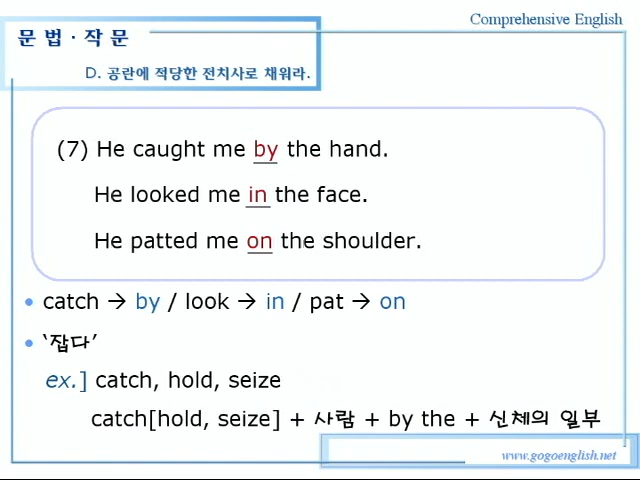 Comprehensive English
문 법 · 작 문
D. 공란에 적당한 전치사로 채워라.
(7) He caught me by the hand.
He looked me in the face.
He patted me on the shoulder.
• catch → by / look → in / pat → on
• ‘잡다’
ex.] catch, hold, seize
catch[hold, seize] + 사람 + by the + 신체의 일부
www.gogoenglish.net